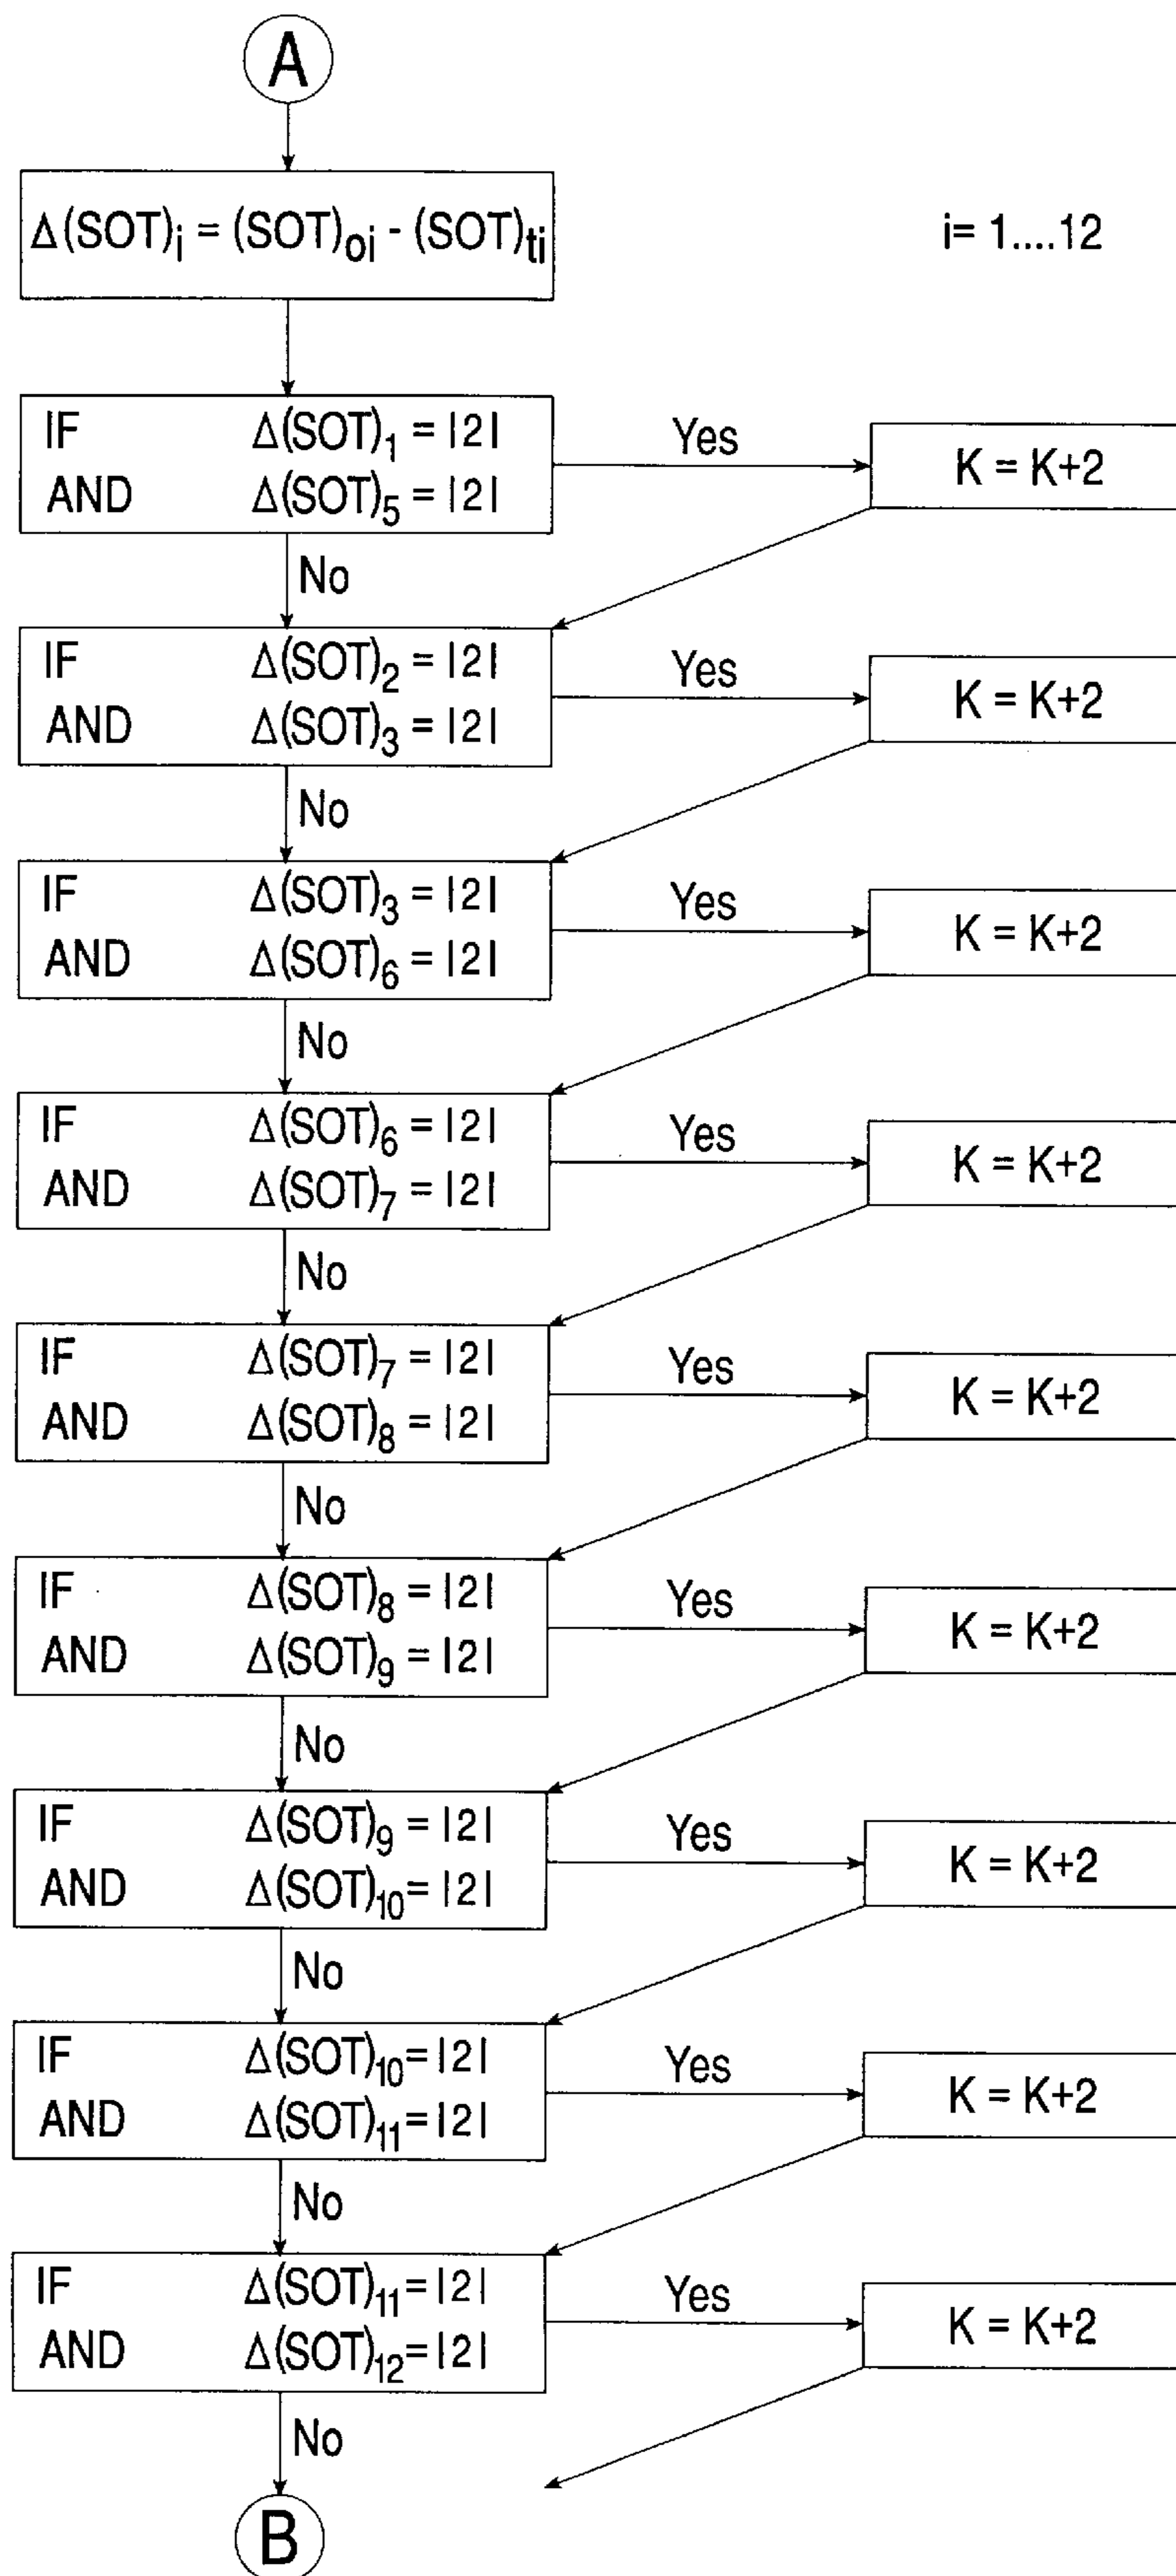 A
Δ(SOT)i = (SOT)oi - (SOT)ti
i= 1....12
IF Δ(SOT)1 = |2|
AND Δ(SOT)5 = |2|
Yes
K = K+2
No
IF Δ(SOT)2 = |2|
AND Δ(SOT)3 = |2|
Yes
K = K+2
No
IF Δ(SOT)3 = |2|
AND Δ(SOT)6 = |2|
Yes
K = K+2
No
IF Δ(SOT)6 = |2|
AND Δ(SOT)7 = |2|
Yes
K = K+2
No
IF Δ(SOT)7 = |2|
AND Δ(SOT)8 = |2|
Yes
K = K+2
No
IF Δ(SOT)8 = |2|
AND Δ(SOT)9 = |2|
Yes
K = K+2
No
IF Δ(SOT)9 = |2|
AND Δ(SOT)10= |2|
Yes
K = K+2
No
IF Δ(SOT)10= |2|
AND Δ(SOT)11= |2|
Yes
K = K+2
No
IF Δ(SOT)11= |2|
AND Δ(SOT)12= |2|
Yes
K = K+2
No
B